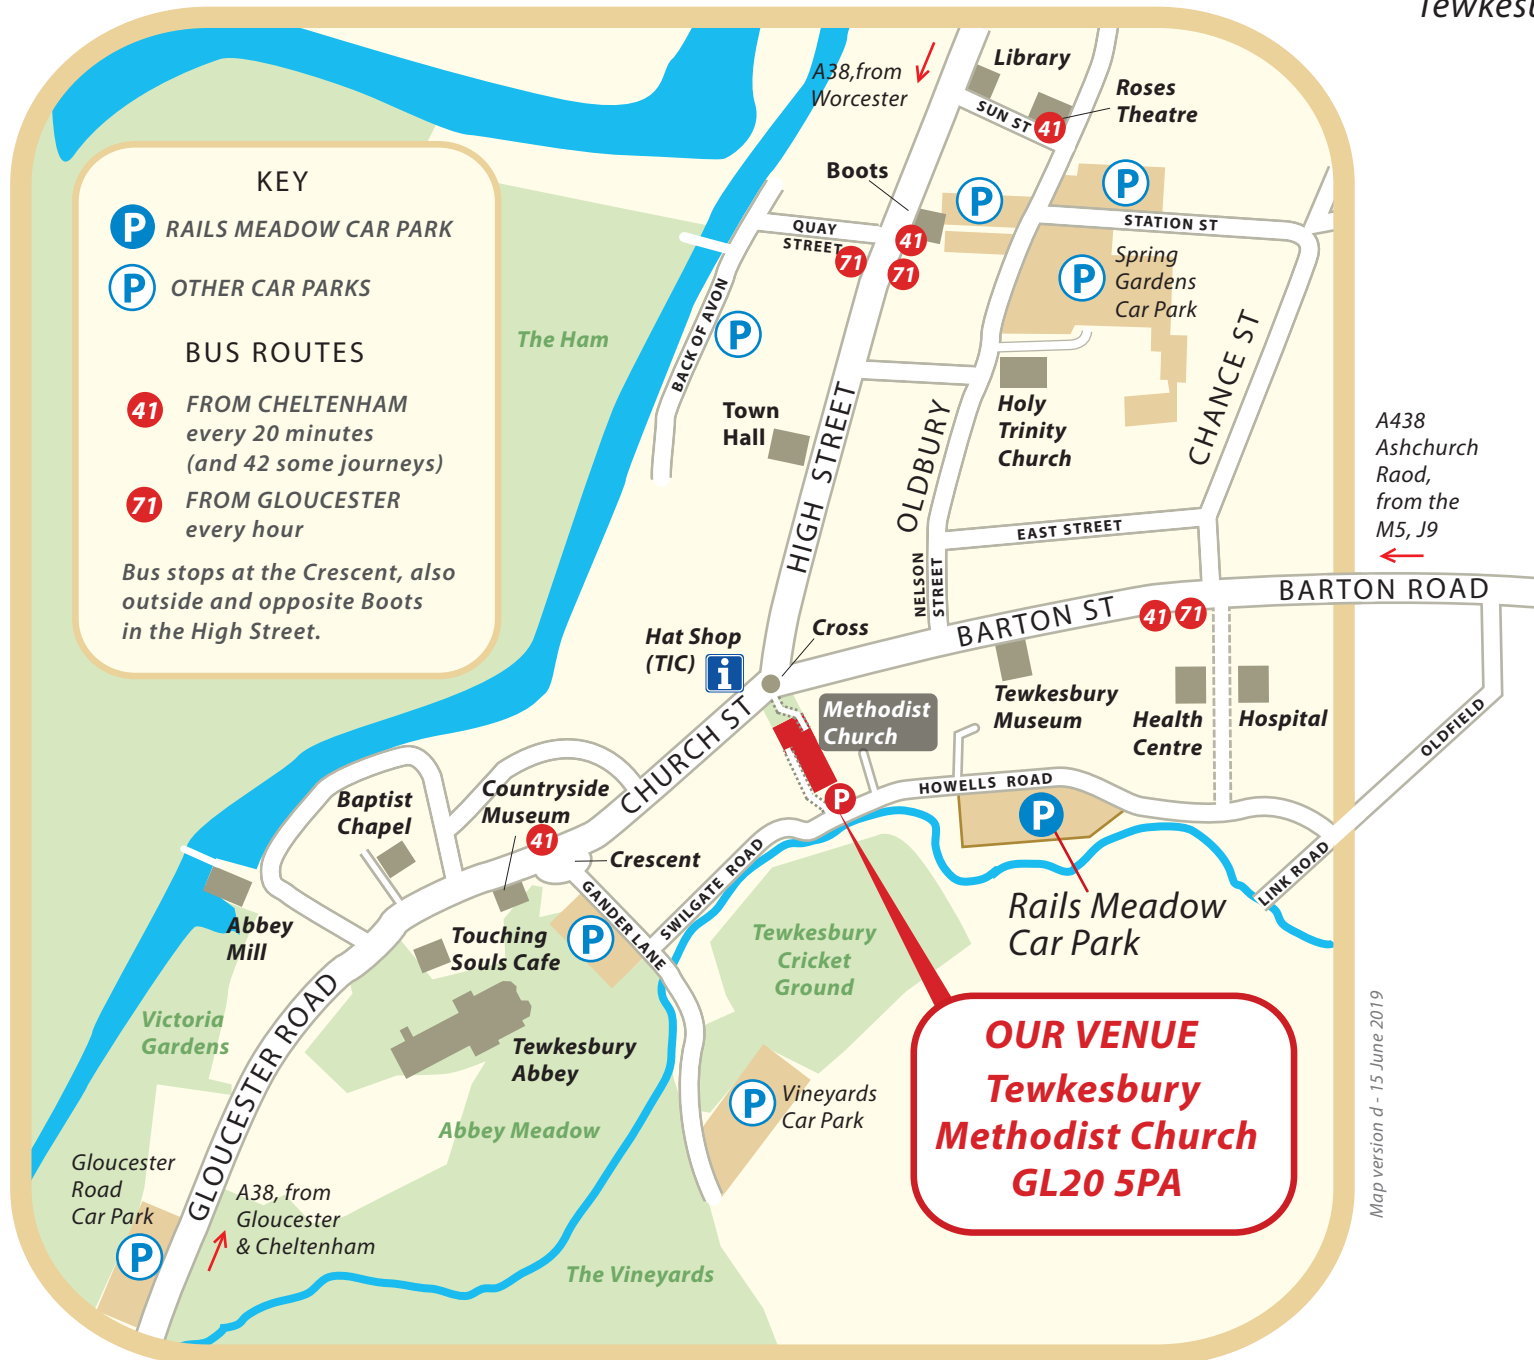 Tewkesb
A38,from
Worcester
Library
Roses
Theatre
SUN ST
41
Boots
P
P
QUAY
STREET
STATION ST
71
41
71
P
Spring
Gardens
Car Park
KEY
P RAILS MEADOW CAR PARK
P OTHER CAR PARKS
BUS ROUTES
41 FROM CHELTENHAM
every 20 minutes
(and 42 some journeys)
71 FROM GLOUCESTER
every hour
Bus stops at the Crescent, also
outside and opposite Boots
in the High Street.
The Ham
BACK OF AVON
P
Town
Hall
HIGH STREET
OLDBURY
Holy
Trinity
Church
CHANCE ST
A438
Ashchurch
Raod,
from the
M5, J9
EAST STREET
NELSON
STREET
BARTON ST
41
71
BARTON ROAD
Hat Shop
(TIC)
i
Cross
Methodist
Church
Tewkesbury
Museum
Health
Centre
Hospital
OLDFIELD
CHURCH ST
HOWELLS ROAD
P
P
Baptist
Chapel
Countryside
Museum
41
Crescent
GANDER LANE
SWILGATE ROAD
LINK ROAD
Rails Meadow
Car Park
Abbey
Mill
Touching
Souls Cafe
P
Tewkesbury
Cricket
Ground
Victoria
Gardens
GLOUCESTER ROAD
Tewkesbury
Abbey
Abbey Meadow
P
Vineyards
Car Park
OUR VENUE
Tewkesbury
Methodist Church
GL20 5PA
Map version d - 15 June 2019
Gloucester
Road
Car Park
P
A38, from
Gloucester
& Cheltenham
The Vineyards